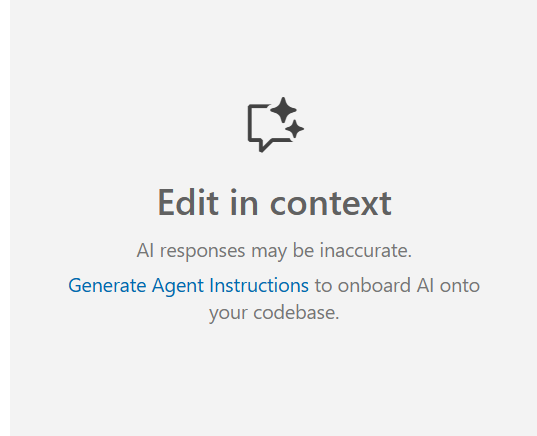 Edit in context
AI responses may be inaccurate.
Generate Agent Instructions to onboard AI onto
your codebase.